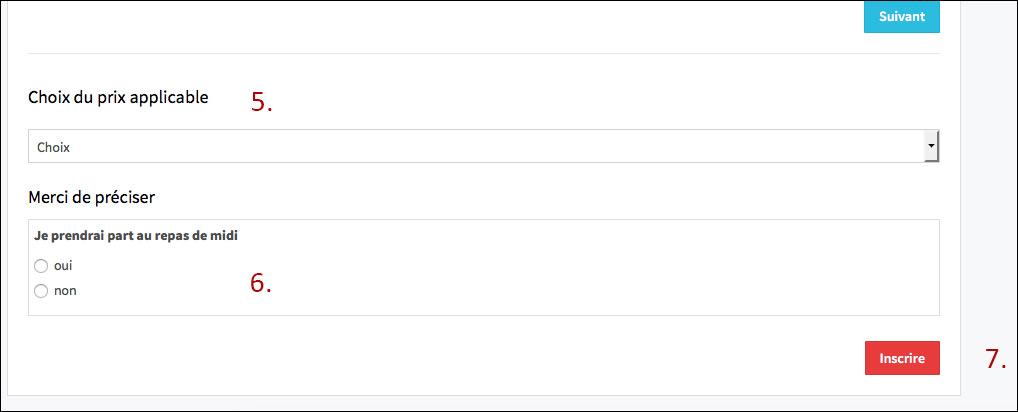 Suivant
Choix du prix applicable 5.
Choix
Merci de préciser
Je prendrai part au repas de midi
oui
non 6.
Inscrire 7.